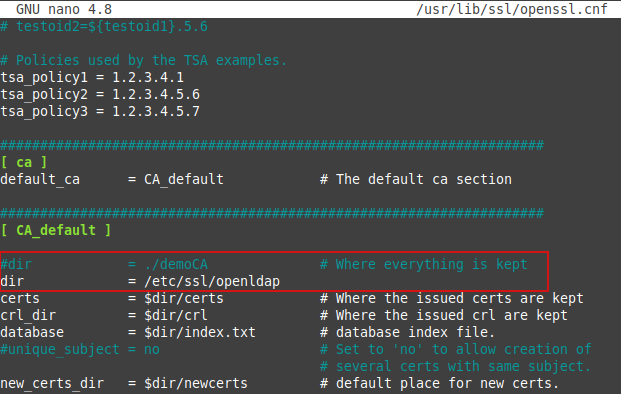 GNU nano 4.8 /usr/lib/ssl/openssl.cnf
# testoid2=${testoid1}.5.6
# Policies used by the TSA examples.
tsa_policy1 = 1.2.3.4.1
tsa_policy2 = 1.2.3.4.5.6
tsa_policy3 = 1.2.3.4.5.7
####################################################################
[ ca ]
default_ca      = CA_default            # The default ca section
####################################################################
[ CA_default ]
#dir            = ./demoCA              # Where everything is kept
dir             = /etc/ssl/openldap
certs           = $dir/certs            # Where the issued certs are kept
crl_dir         = $dir/crl              # Where the issued crl are kept
database        = $dir/index.txt        # database index file.
#unique_subject = no                    # Set to 'no' to allow creation of
                                        # several certs with same subject.
new_certs_dir   = $dir/newcerts         # default place for new certs.